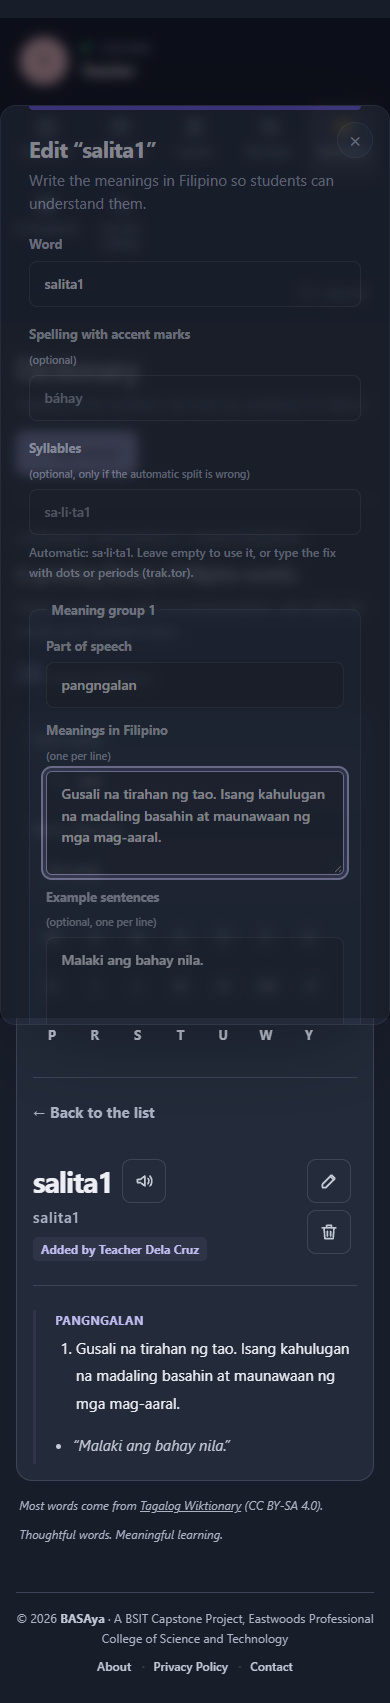 Edit “salita1”
×
Write the meanings in Filipino so students can
understand them.
Word
salita1
Spelling with accent marks
(optional)
báhay
Syllables
(optional, only if the automatic split is wrong)
sa·li·ta1
Automatic: sa·li·ta1. Leave empty to use it, or type the fix
with dots or periods (trak.tor).
Meaning group 1
Part of speech
pangngalan
Meanings in Filipino
(one per line)
Gusali na tirahan ng tao. Isang kahulugan
na madaling basahin at maunawaan ng
mga mag-aaral.
Example sentences
(optional, one per line)
Malaki ang bahay nila.
P R S T U W Y
← Back to the list
salita1
salita1
Added by Teacher Dela Cruz
PANGNGALAN
1. Gusali na tirahan ng tao. Isang kahulugan
na madaling basahin at maunawaan ng
mga mag-aaral.
• “Malaki ang bahay nila.”
Most words come from Tagalog Wiktionary (CC BY-SA 4.0).
Thoughtful words. Meaningful learning.
© 2026 BASAya · A BSIT Capstone Project, Eastwoods Professional
College of Science and Technology
About · Privacy Policy · Contact